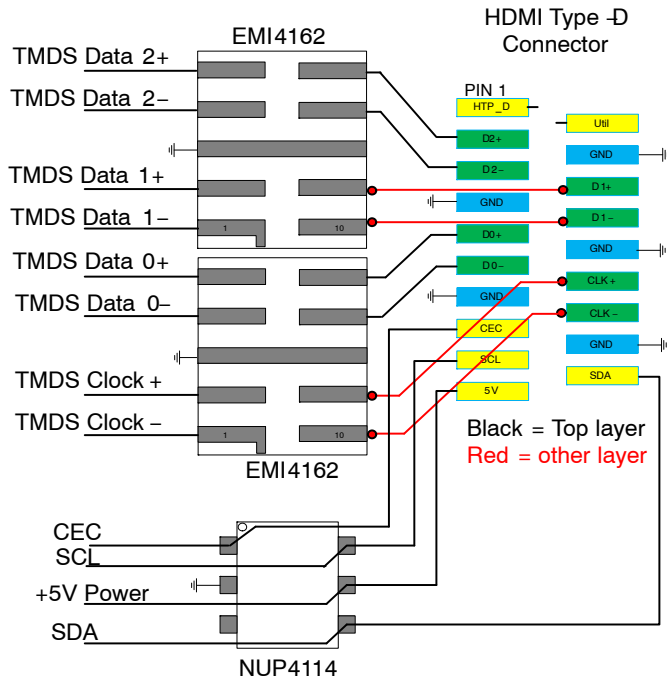 EMI4162
HDMI Type -D
Connector
TMDS Data 2+
TMDS Data 2-
TMDS Data 1+
TMDS Data 1-
1
10
TMDS Data 0+
TMDS Data 0-
TMDS Clock +
TMDS Clock -
1
10
EMI4162
PIN 1
HTP_D
D2+
D2-
GND
D0+
D0-
GND
CEC
SCL
5V
Util
GND
D1+
D1-
GND
CLK+
CLK-
GND
SDA
Black = Top layer
Red = other layer
CEC
SCL
+5V Power
SDA
NUP4114